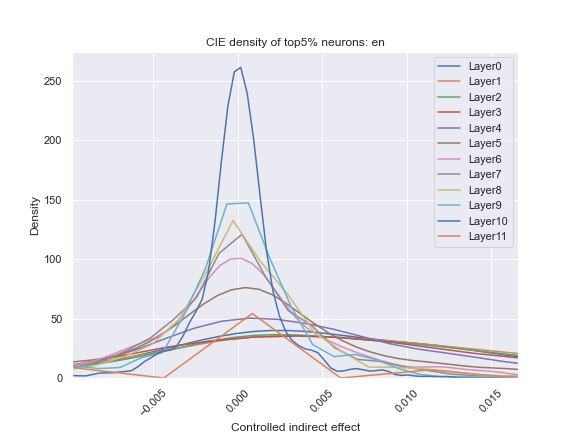 CIE density of top5% neurons: en
Density
250
200
150
100
50
0
Layer0
Layer1
Layer2
Layer3
Layer4
Layer5
Layer6
Layer7
Layer8
Layer9
Layer10
Layer11
-0.005
0.000
0.005
0.010
0.015
Controlled indirect effect